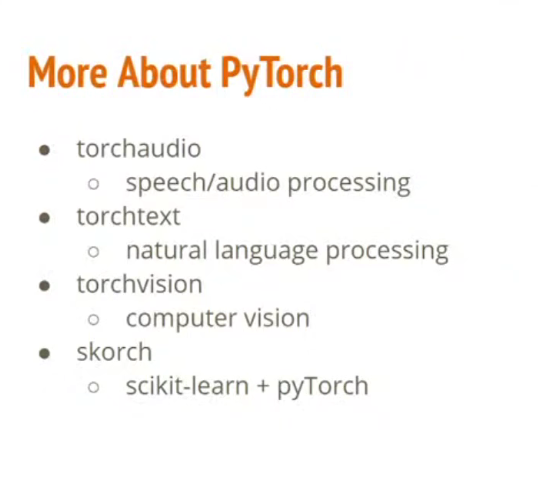 More About PyTorch
● torchaudio
○ speech/audio processing
● torchtext
○ natural language processing
● torchvision
○ computer vision
● skorch
○ scikit-learn + pyTorch